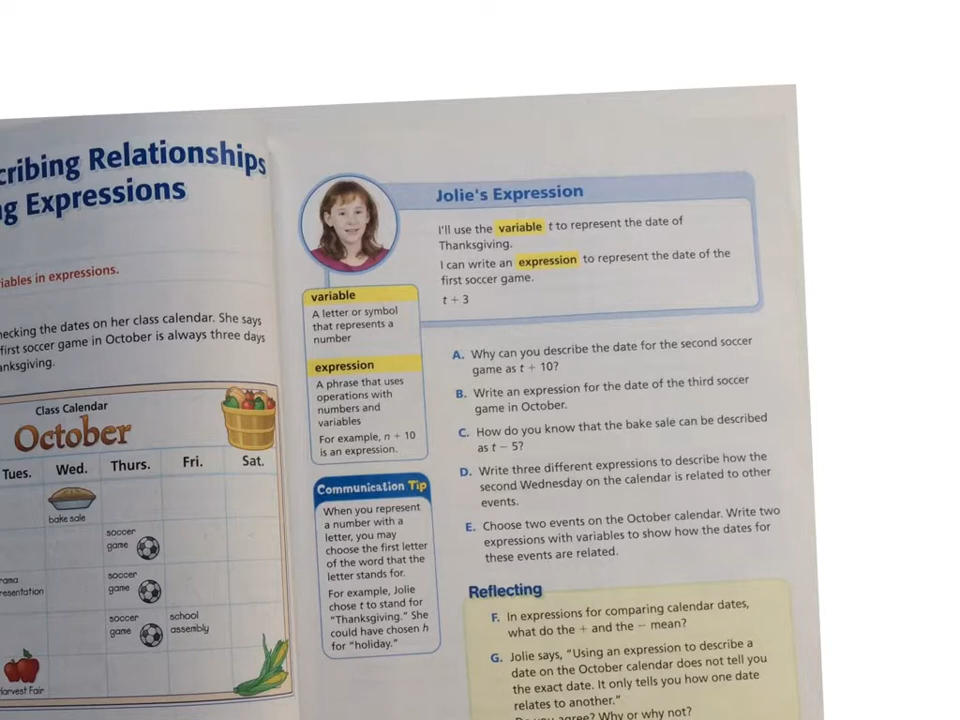 cribing Relationships
g Expressions
iables in expressions.
ecking the dates on her class calendar. She says
first soccer game in October is always three days
anksgiving.
Class Calendar
October
Tues. Wed. Thurs. Fri. Sat.
bake sale
soccer
game
rama
resentation
soccer
game
soccer
game
school
assembly
Harvest Fair
Jolie's Expression
I'll use the variable t to represent the date of
Thanksgiving.
I can write an expression to represent the date of the
first soccer game.
t + 3
variable
A letter or symbol
that represents a
number
expression
A phrase that uses
operations with
numbers and
variables
For example, n + 10
is an expression.
Communication Tip
When you represent
a number with a
letter, you may
choose the first letter
of the word that the
letter stands for.
For example, Jolie
chose t to stand for
"Thanksgiving." She
could have chosen h
for "holiday."
A. Why can you describe the date for the second soccer
game as t + 10?
B. Write an expression for the date of the third soccer
game in October.
C. How do you know that the bake sale can be described
as t − 5?
D. Write three different expressions to describe how the
second Wednesday on the calendar is related to other
events.
E. Choose two events on the October calendar. Write two
expressions with variables to show how the dates for
these events are related.
Reflecting
F. In expressions for comparing calendar dates,
what do the + and the − mean?
G. Jolie says, "Using an expression to describe a
date on the October calendar does not tell you
the exact date. It only tells you how one date
relates to another."
Do you agree? Why or why not?